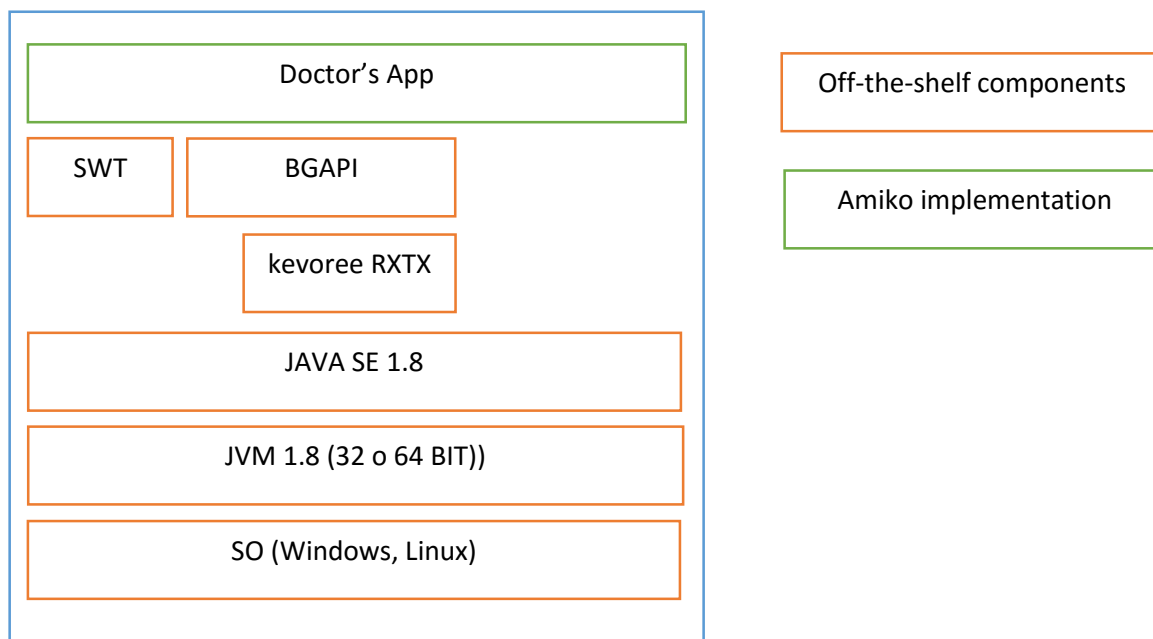 Doctor’s App
SWT
BGAPI
kevoree RXTX
JAVA SE 1.8
JVM 1.8 (32 o 64 BIT))
SO (Windows, Linux)
Off-the-shelf components
Amiko implementation